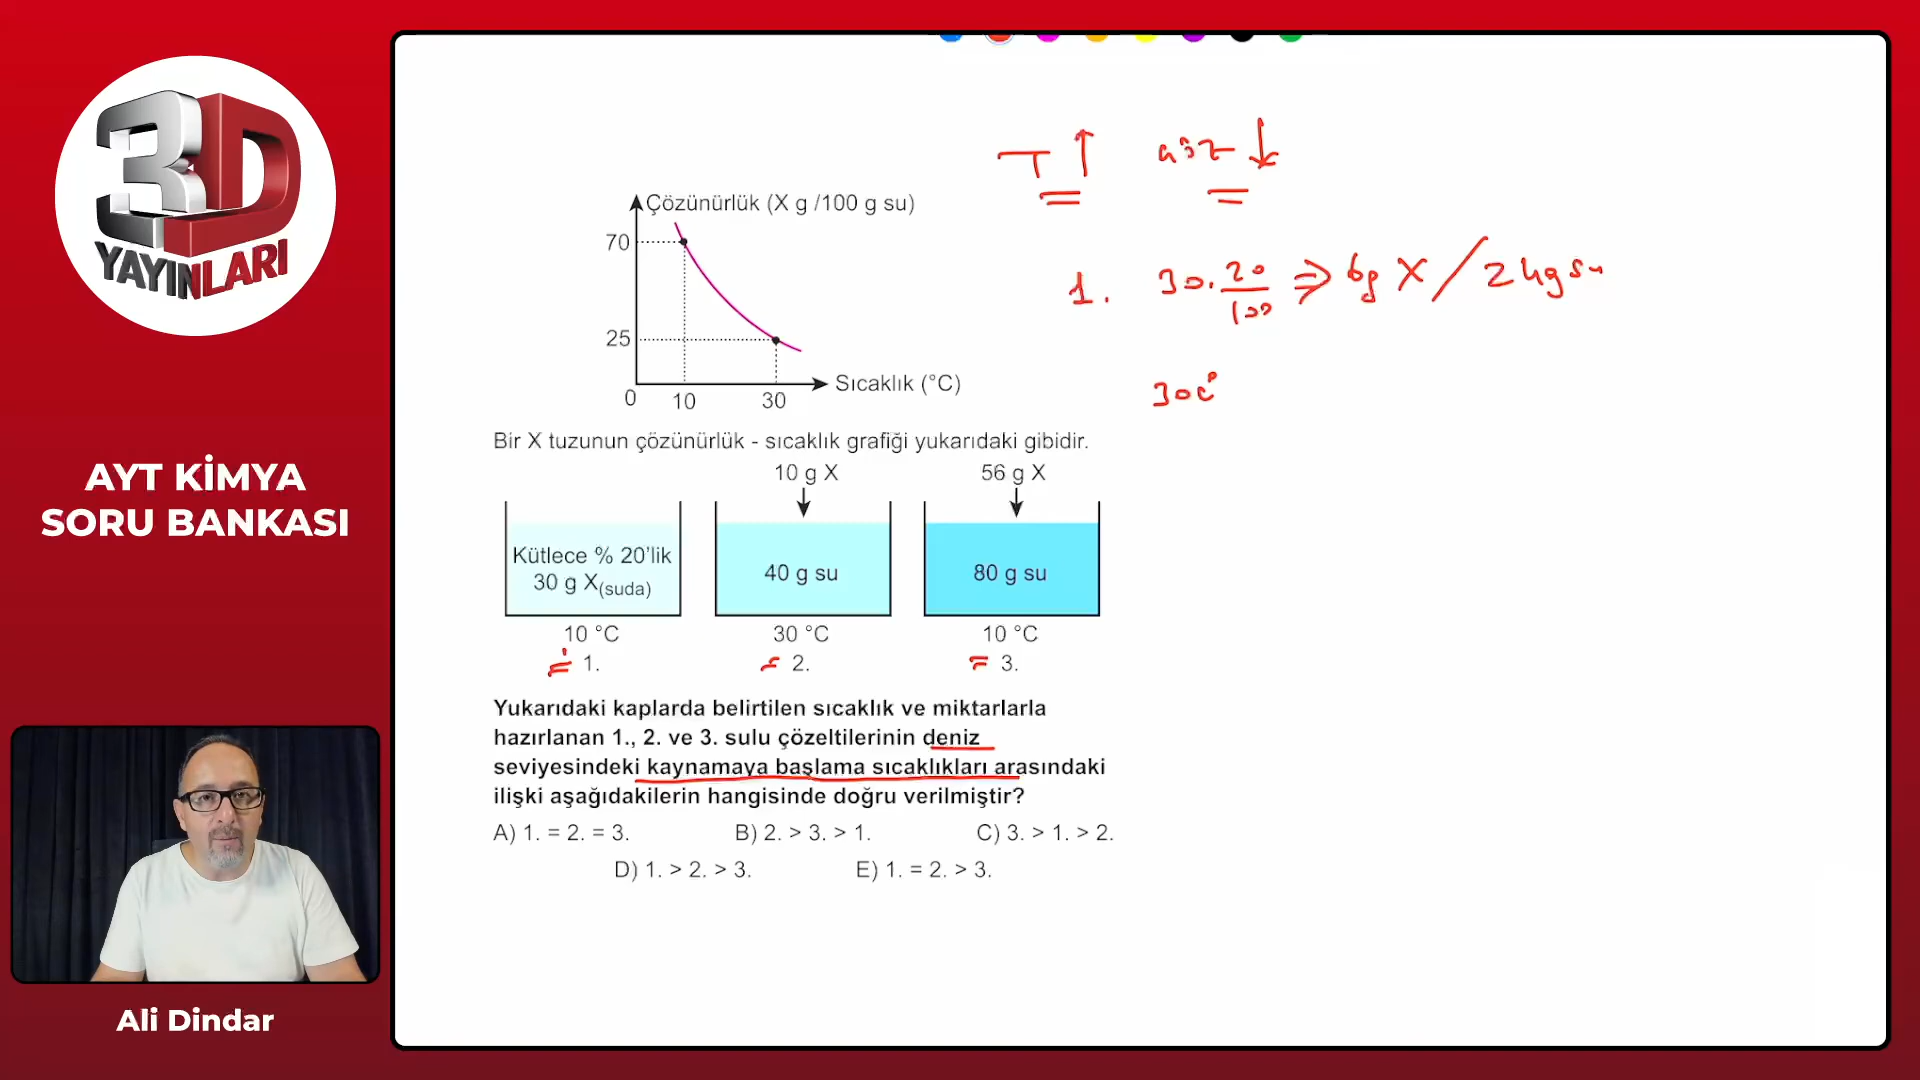 3D
YAYINLARI
AYT KİMYA
SORU BANKASI
Ali Dindar
T ↑ çöz ↓
1. 30. 20/100 ⇒ 6g X / 24g su
30C°
Çözünürlük (X g /100 g su)
70
25
0
10
30
Sıcaklık (°C)
Bir X tuzunun çözünürlük - sıcaklık grafiği yukarıdaki gibidir.
10 g X
56 g X
Kütlece % 20'lik
30 g X(suda)
40 g su
80 g su
10 °C
30 °C
10 °C
1.
2.
3.
Yukarıdaki kaplarda belirtilen sıcaklık ve miktarlarla
hazırlanan 1., 2. ve 3. sulu çözeltilerinin deniz
seviyesindeki kaynamaya başlama sıcaklıkları arasındaki
ilişki aşağıdakilerin hangisinde doğru verilmiştir?
A) 1. = 2. = 3. B) 2. > 3. > 1. C) 3. > 1. > 2.
D) 1. > 2. > 3. E) 1. = 2. > 3.